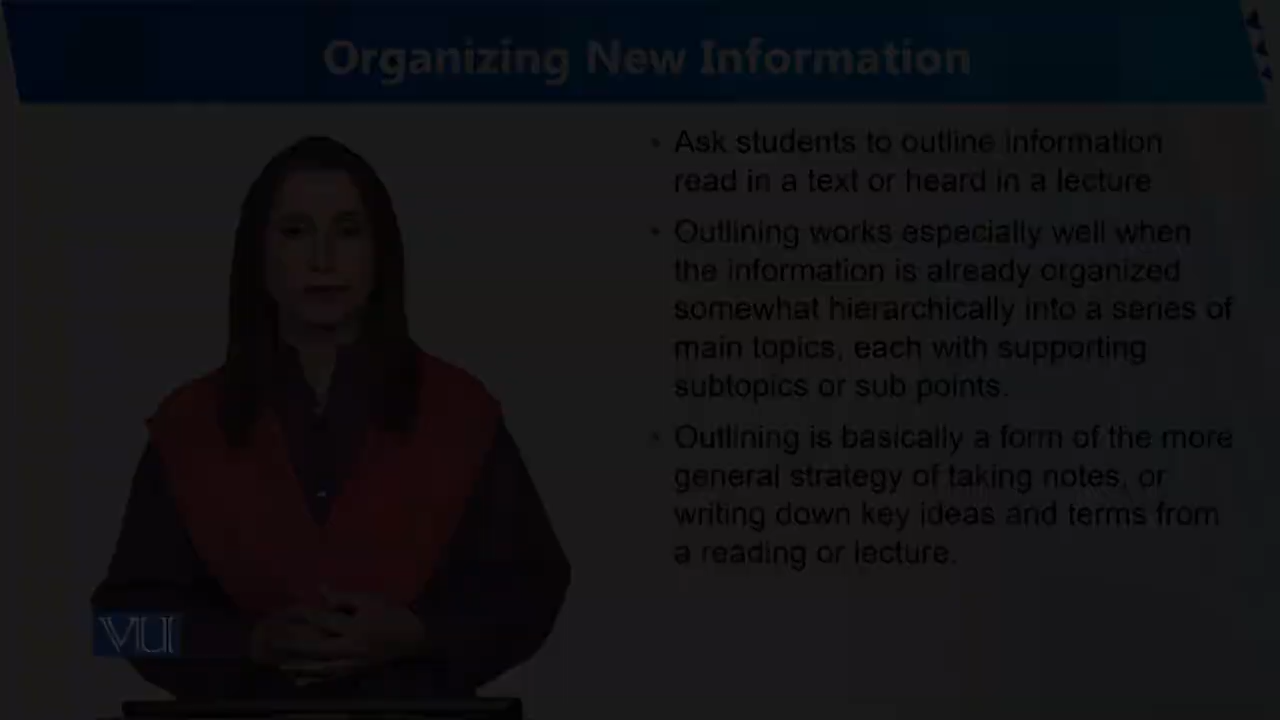 Organizing New Information
• Ask students to outline information
read in a text or heard in a lecture
• Outlining works especially well when
the information is already organized
somewhat hierarchically into a series of
main topics, each with supporting
subtopics or sub points.
• Outlining is basically a form of the more
general strategy of taking notes, or
writing down key ideas and terms from
a reading or lecture.
VU